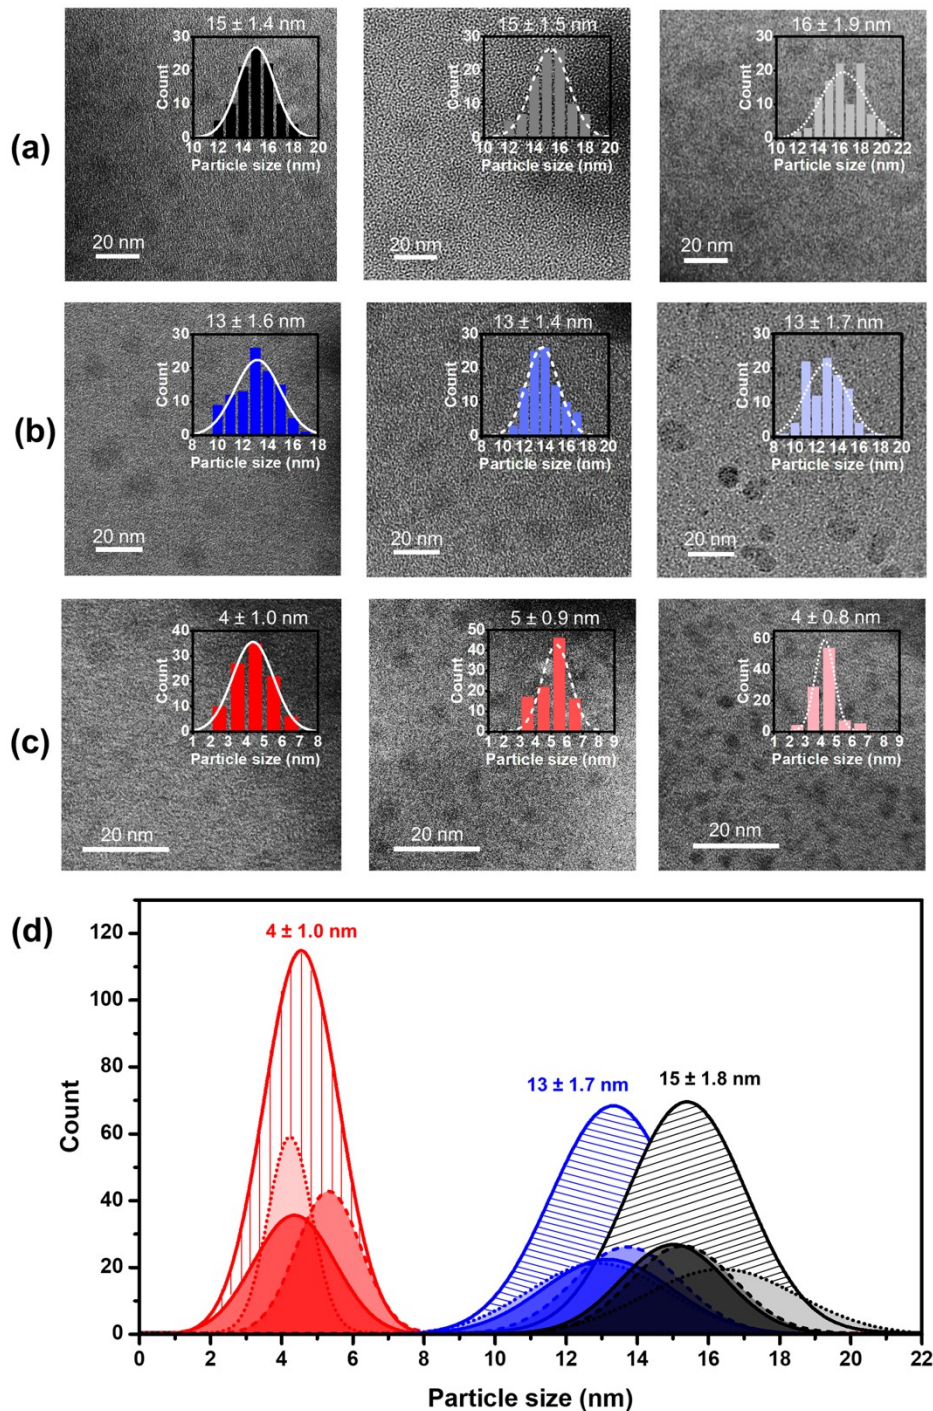 (a)
15 ± 1.4 nm
30
20
10
0
Count
10 12 14 16 18 20
Particle size (nm)
20 nm
15 ± 1.5 nm
30
20
10
0
Count
10 12 14 16 18 20
Particle size (nm)
20 nm
16 ± 1.9 nm
30
20
10
0
Count
10 12 14 16 18 20 22
Particle size (nm)
20 nm
(b)
13 ± 1.6 nm
30
20
10
0
Count
8 10 12 14 16 18
Particle size (nm)
20 nm
13 ± 1.4 nm
30
20
10
0
Count
8 10 12 14 16 18 20
Particle size (nm)
20 nm
13 ± 1.7 nm
30
20
10
0
Count
8 10 12 14 16 18 20
Particle size (nm)
20 nm
(c)
4 ± 1.0 nm
40
30
20
10
0
Count
1 2 3 4 5 6 7 8
Particle size (nm)
20 nm
5 ± 0.9 nm
50
40
30
20
10
0
Count
1 2 3 4 5 6 7 8 9
Particle size (nm)
20 nm
4 ± 0.8 nm
60
40
20
0
Count
1 2 3 4 5 6 7 8 9
Particle size (nm)
20 nm
(d)
4 ± 1.0 nm
13 ± 1.7 nm
15 ± 1.8 nm
120
100
80
60
40
20
0
Count
0 2 4 6 8 10 12 14 16 18 20 22
Particle size (nm)